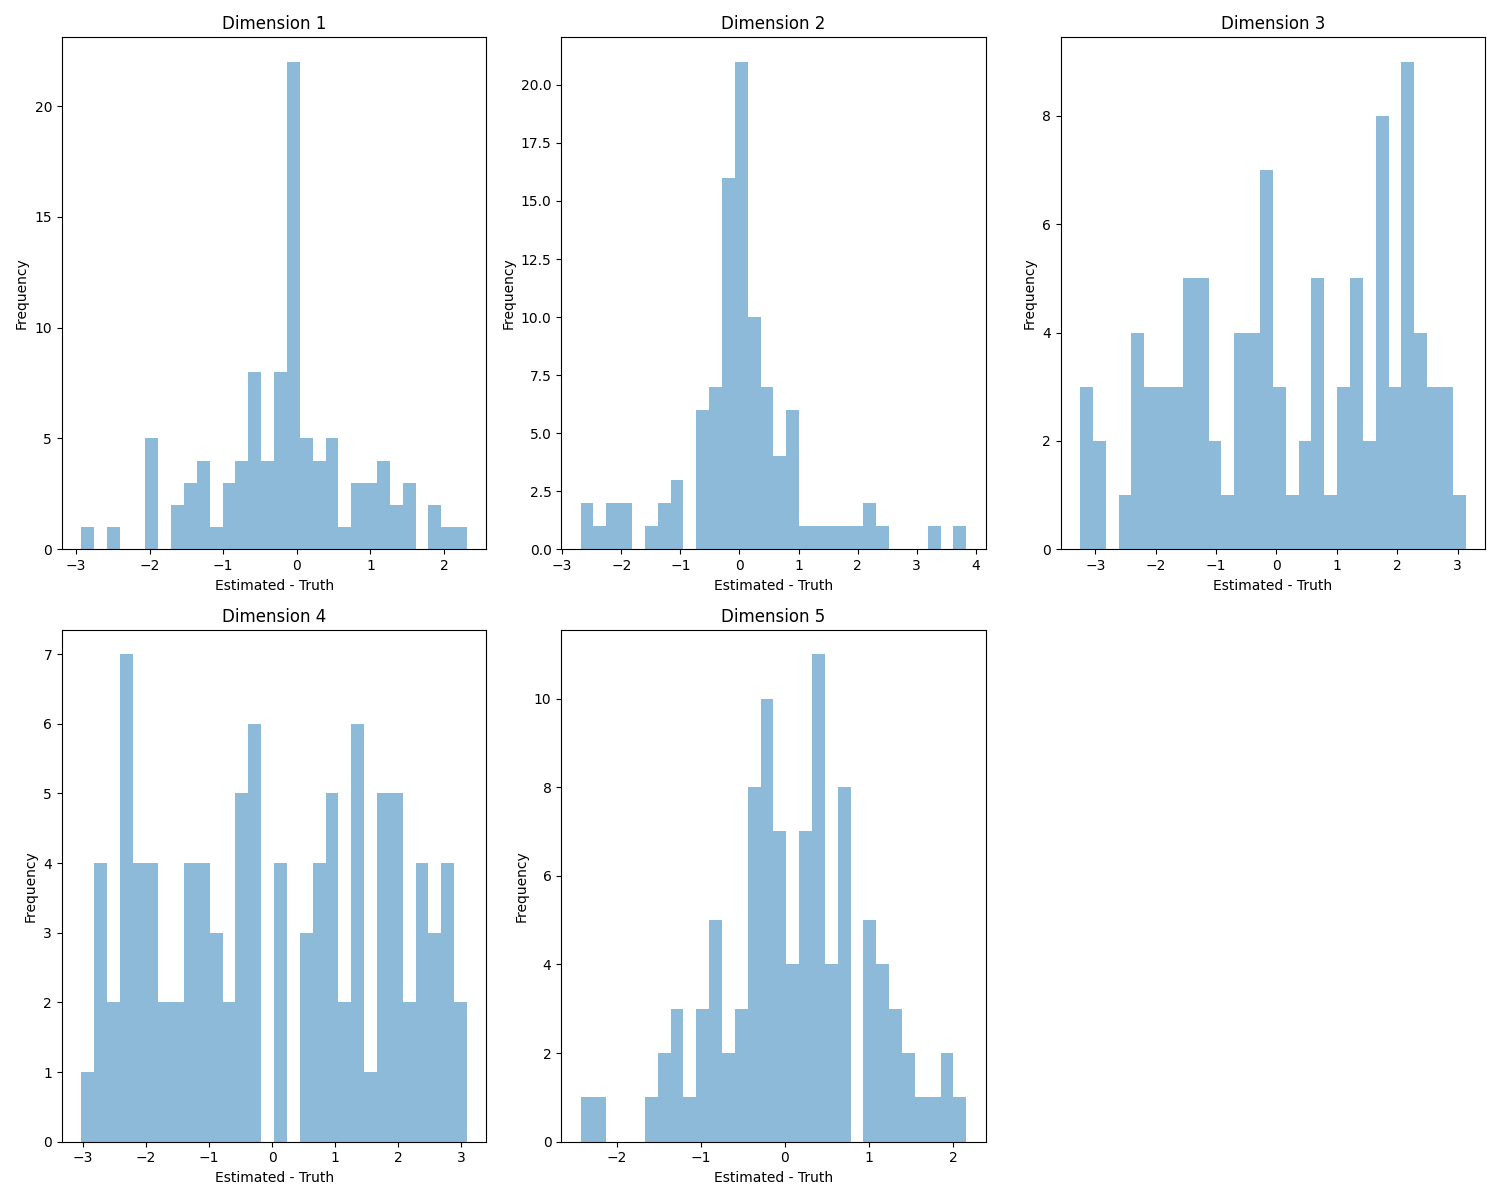 Dimension 1
Frequency
20
15
10
5
0
−3 −2 −1 0 1 2
Estimated - Truth
Dimension 2
Frequency
20.0
17.5
15.0
12.5
10.0
7.5
5.0
2.5
0.0
−3 −2 −1 0 1 2 3 4
Estimated - Truth
Dimension 3
Frequency
8
6
4
2
0
−3 −2 −1 0 1 2 3
Estimated - Truth
Dimension 4
Frequency
7
6
5
4
3
2
1
0
−3 −2 −1 0 1 2 3
Estimated - Truth
Dimension 5
Frequency
10
8
6
4
2
0
−2 −1 0 1 2
Estimated - Truth